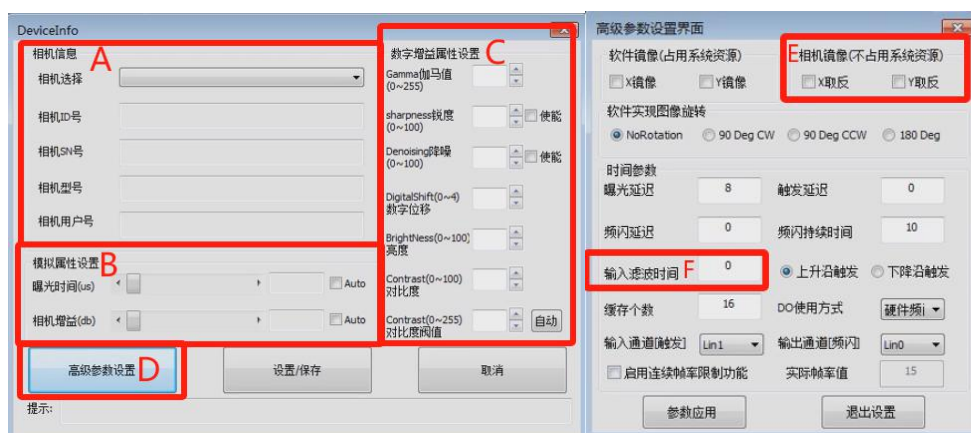 DeviceInfo
相机信息
A
相机选择
相机ID号
相机SN号
相机型号
相机用户号
模拟属性设置
B
曝光时间(us)
Auto
相机增益(db)
Auto
数字增益属性设置
C
Gamma伽马值
(0~255)
sharpness锐度
(0~100)
使能
Denoising降噪
(0~100)
使能
DigitalShift(0~4)
数字位移
BrightNess(0~100)
亮度
Contrast(0~100)
对比度
Contrast(0~255)
对比度阀值
自动
高级参数设置
D
设置/保存
取消
提示:
高级参数设置界面
软件镜像(占用系统资源)
X镜像
Y镜像
E
相机镜像(不占用系统资源)
X取反
Y取反
软件实现图像旋转
NoRotation
90 Deg CW
90 Deg CCW
180 Deg
时间参数
曝光延迟
8
触发延迟
0
频闪延迟
0
频闪持续时间
10
输入滤波时间
F
0
上升沿触发
下降沿触发
缓存个数
16
DO使用方式
硬件频
输入通道[触发]
Lin1
输出通道[频闪]
Lin0
启用连续帧率限制功能
实际帧率值
15
参数应用
退出设置